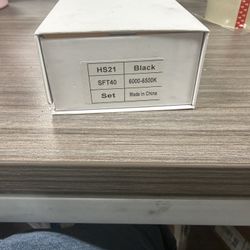 HS21 Black
SFT40 6000-6500K
Set Made in China